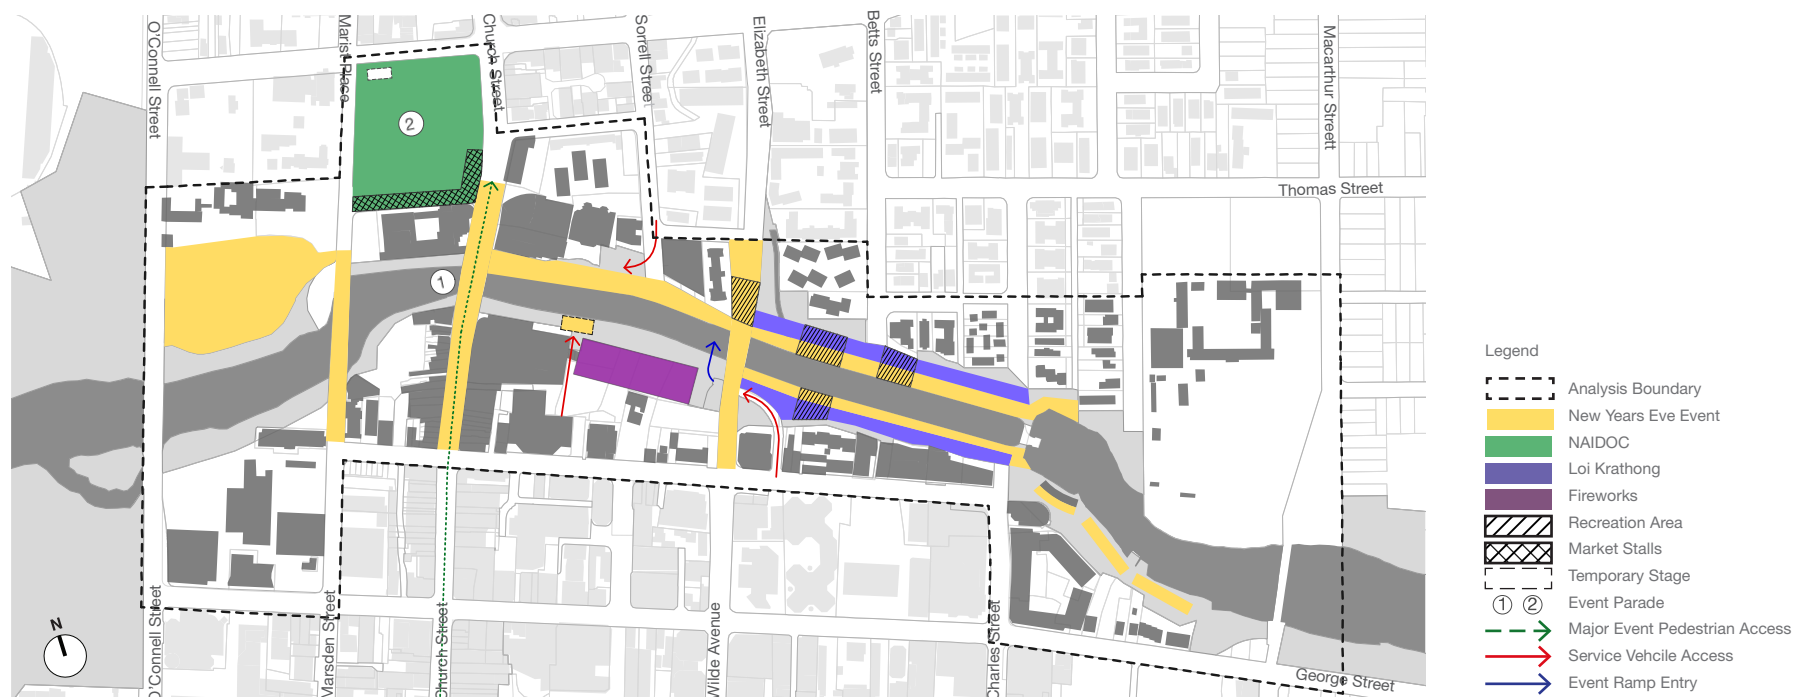 O'Connell Street
Marist Place
Church Street
Sorrell Street
Elizabeth Street
Betts Street
Macarthur Streett
2
Thomas Street
1
Legend
Analysis Boundary
New Years Eve Event
NAIDOC
Loi Krathong
Fireworks
Recreation Area
Market Stalls
Temporary Stage
1 2 Event Parade
Major Event Pedestrian Access
Service Vehcile Access
Event Ramp Entry
N
O'Connell Street
Marsden Street
Church Street
Wilde Avenue
Charles Street
George Street